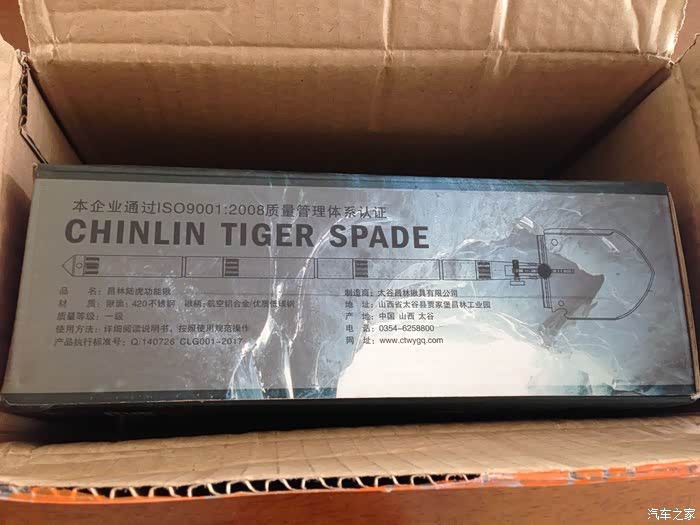 本企业通过ISO9001:2008质量管理体系认证
CHINLIN TIGER SPADE
品 名：昌林陆虎功能锹
材 质：锹面：420不锈钢 锹柄：航空铝合金/优质低碳钢
质量等级：一级
使用方法：详细阅读说明书，按照使用规范操作
产品执行标准号：Q/140726 CLG001-2017
制造商：太谷昌林锹具有限公司
地 址：山西省太谷县贾家堡昌林工业园
产 地：中国 山西 太谷
电 话：0354-6258800
网 址：www.ctwygq.com
汽车之家